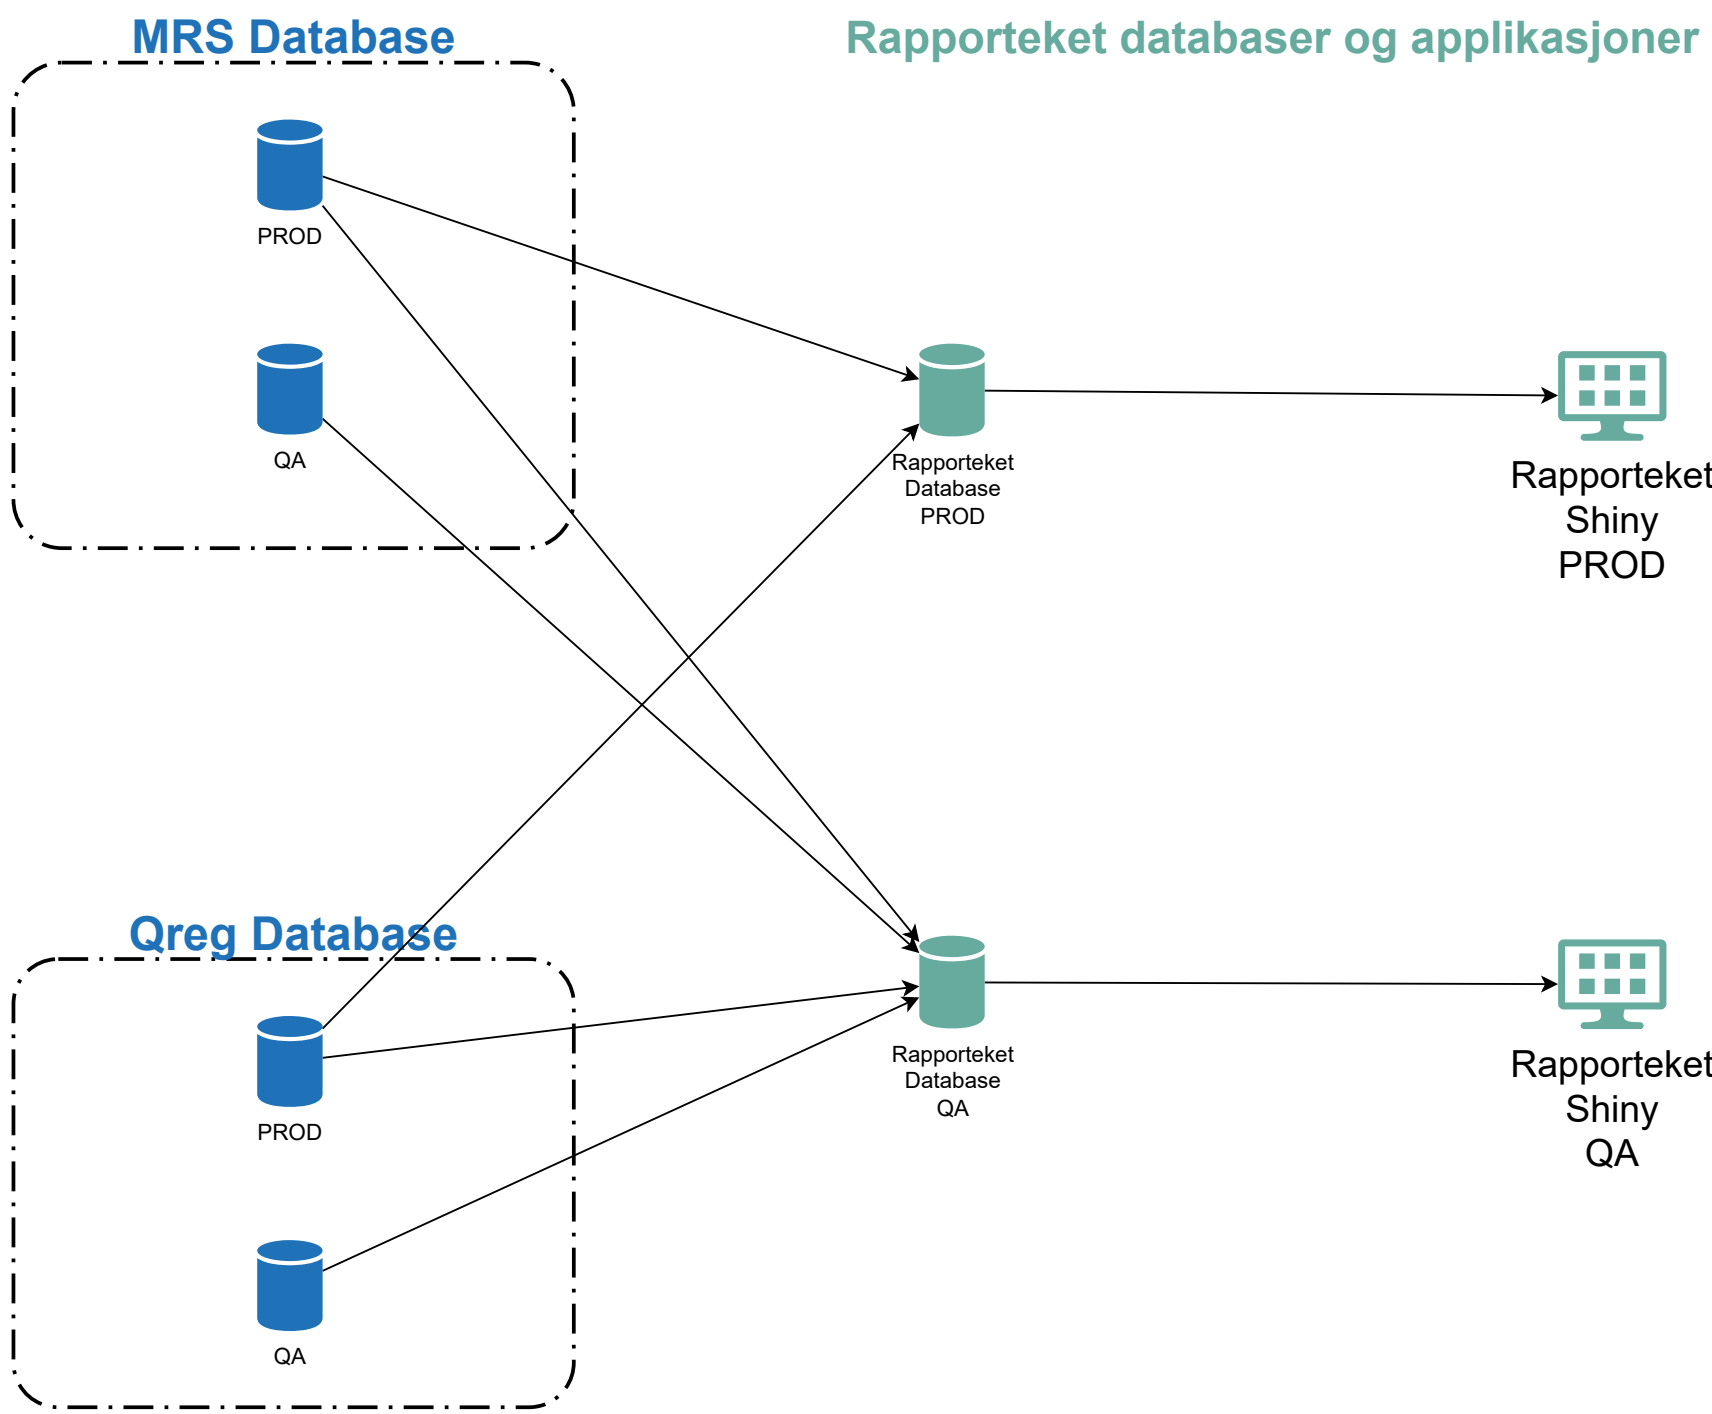 MRS Database
Rapporteket databaser og applikasjoner
PROD
QA
Rapporteket
Database
PROD
Rapporteket
Shiny
PROD
Qreg Database
PROD
QA
Rapporteket
Database
QA
Rapporteket
Shiny
QA